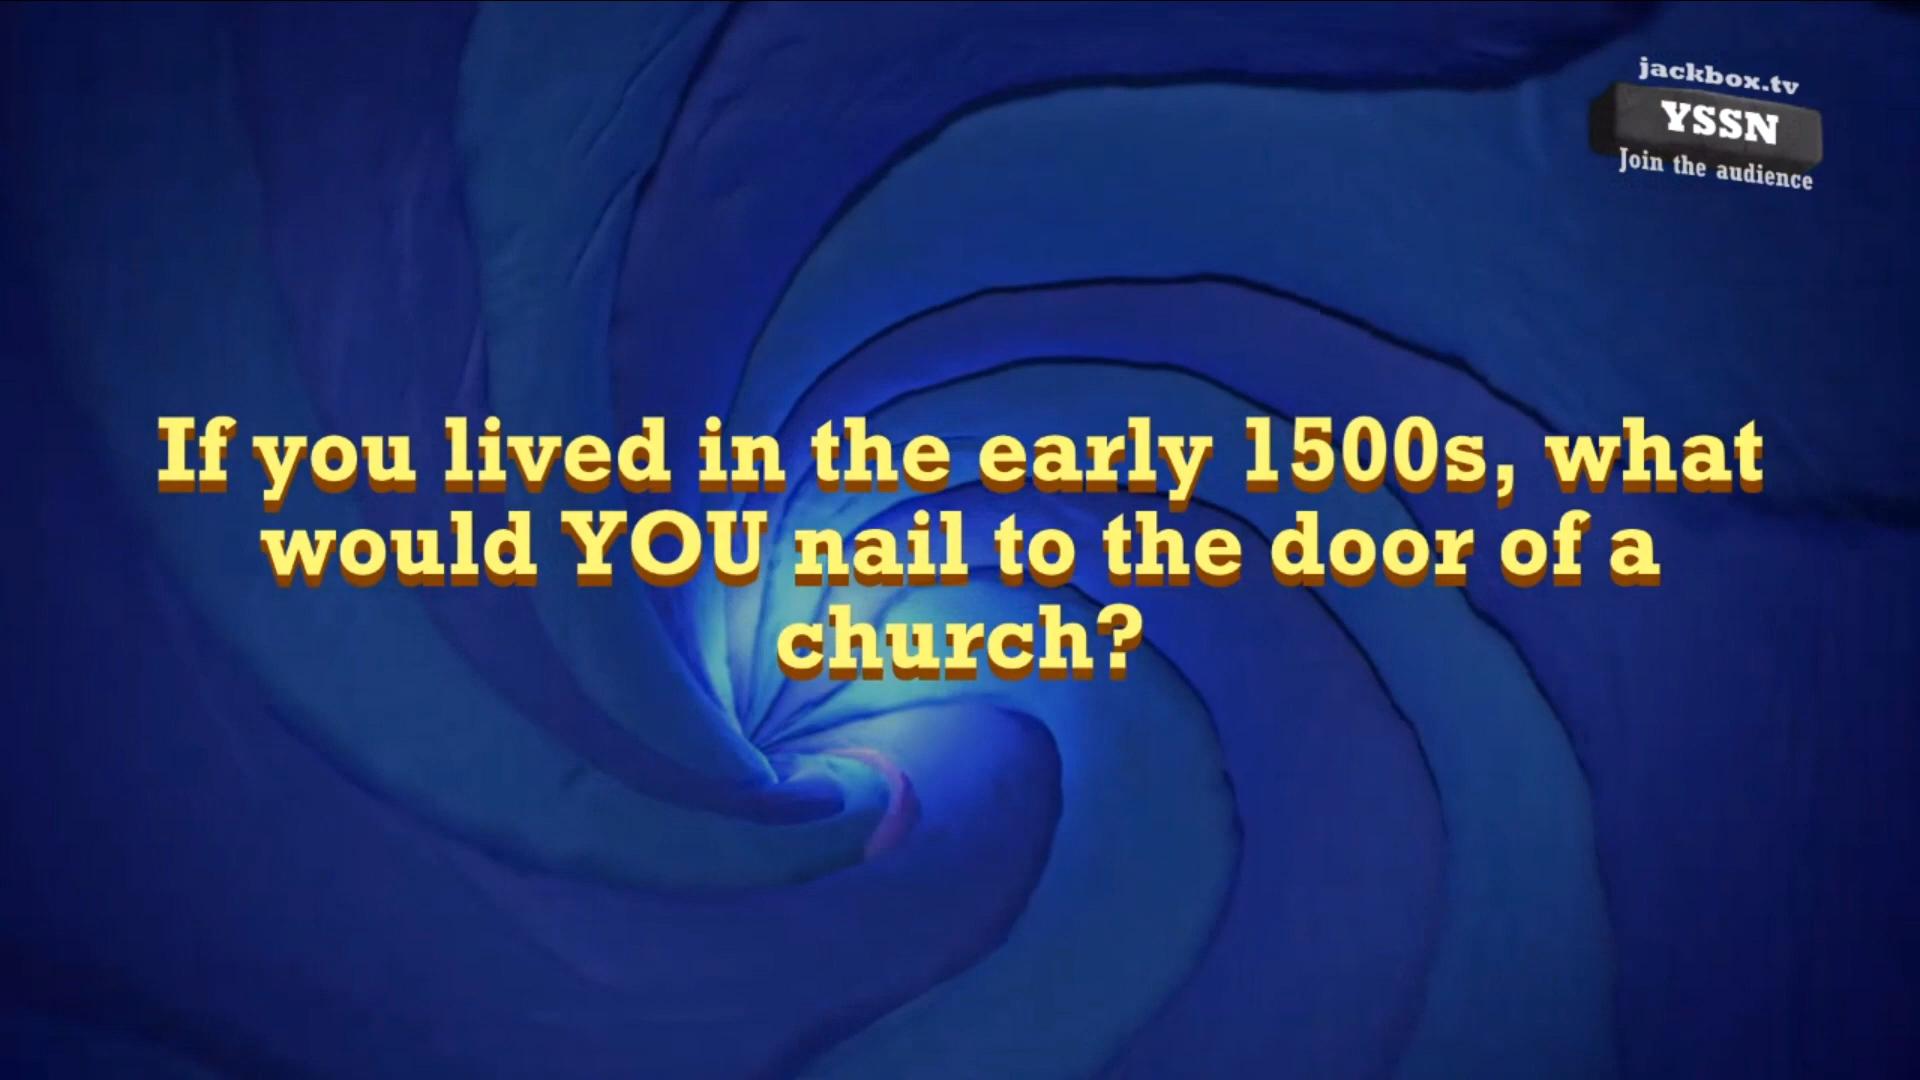 jackbox.tv
YSSN
Join the audience
If you lived in the early 1500s, what
would YOU nail to the door of a
church?